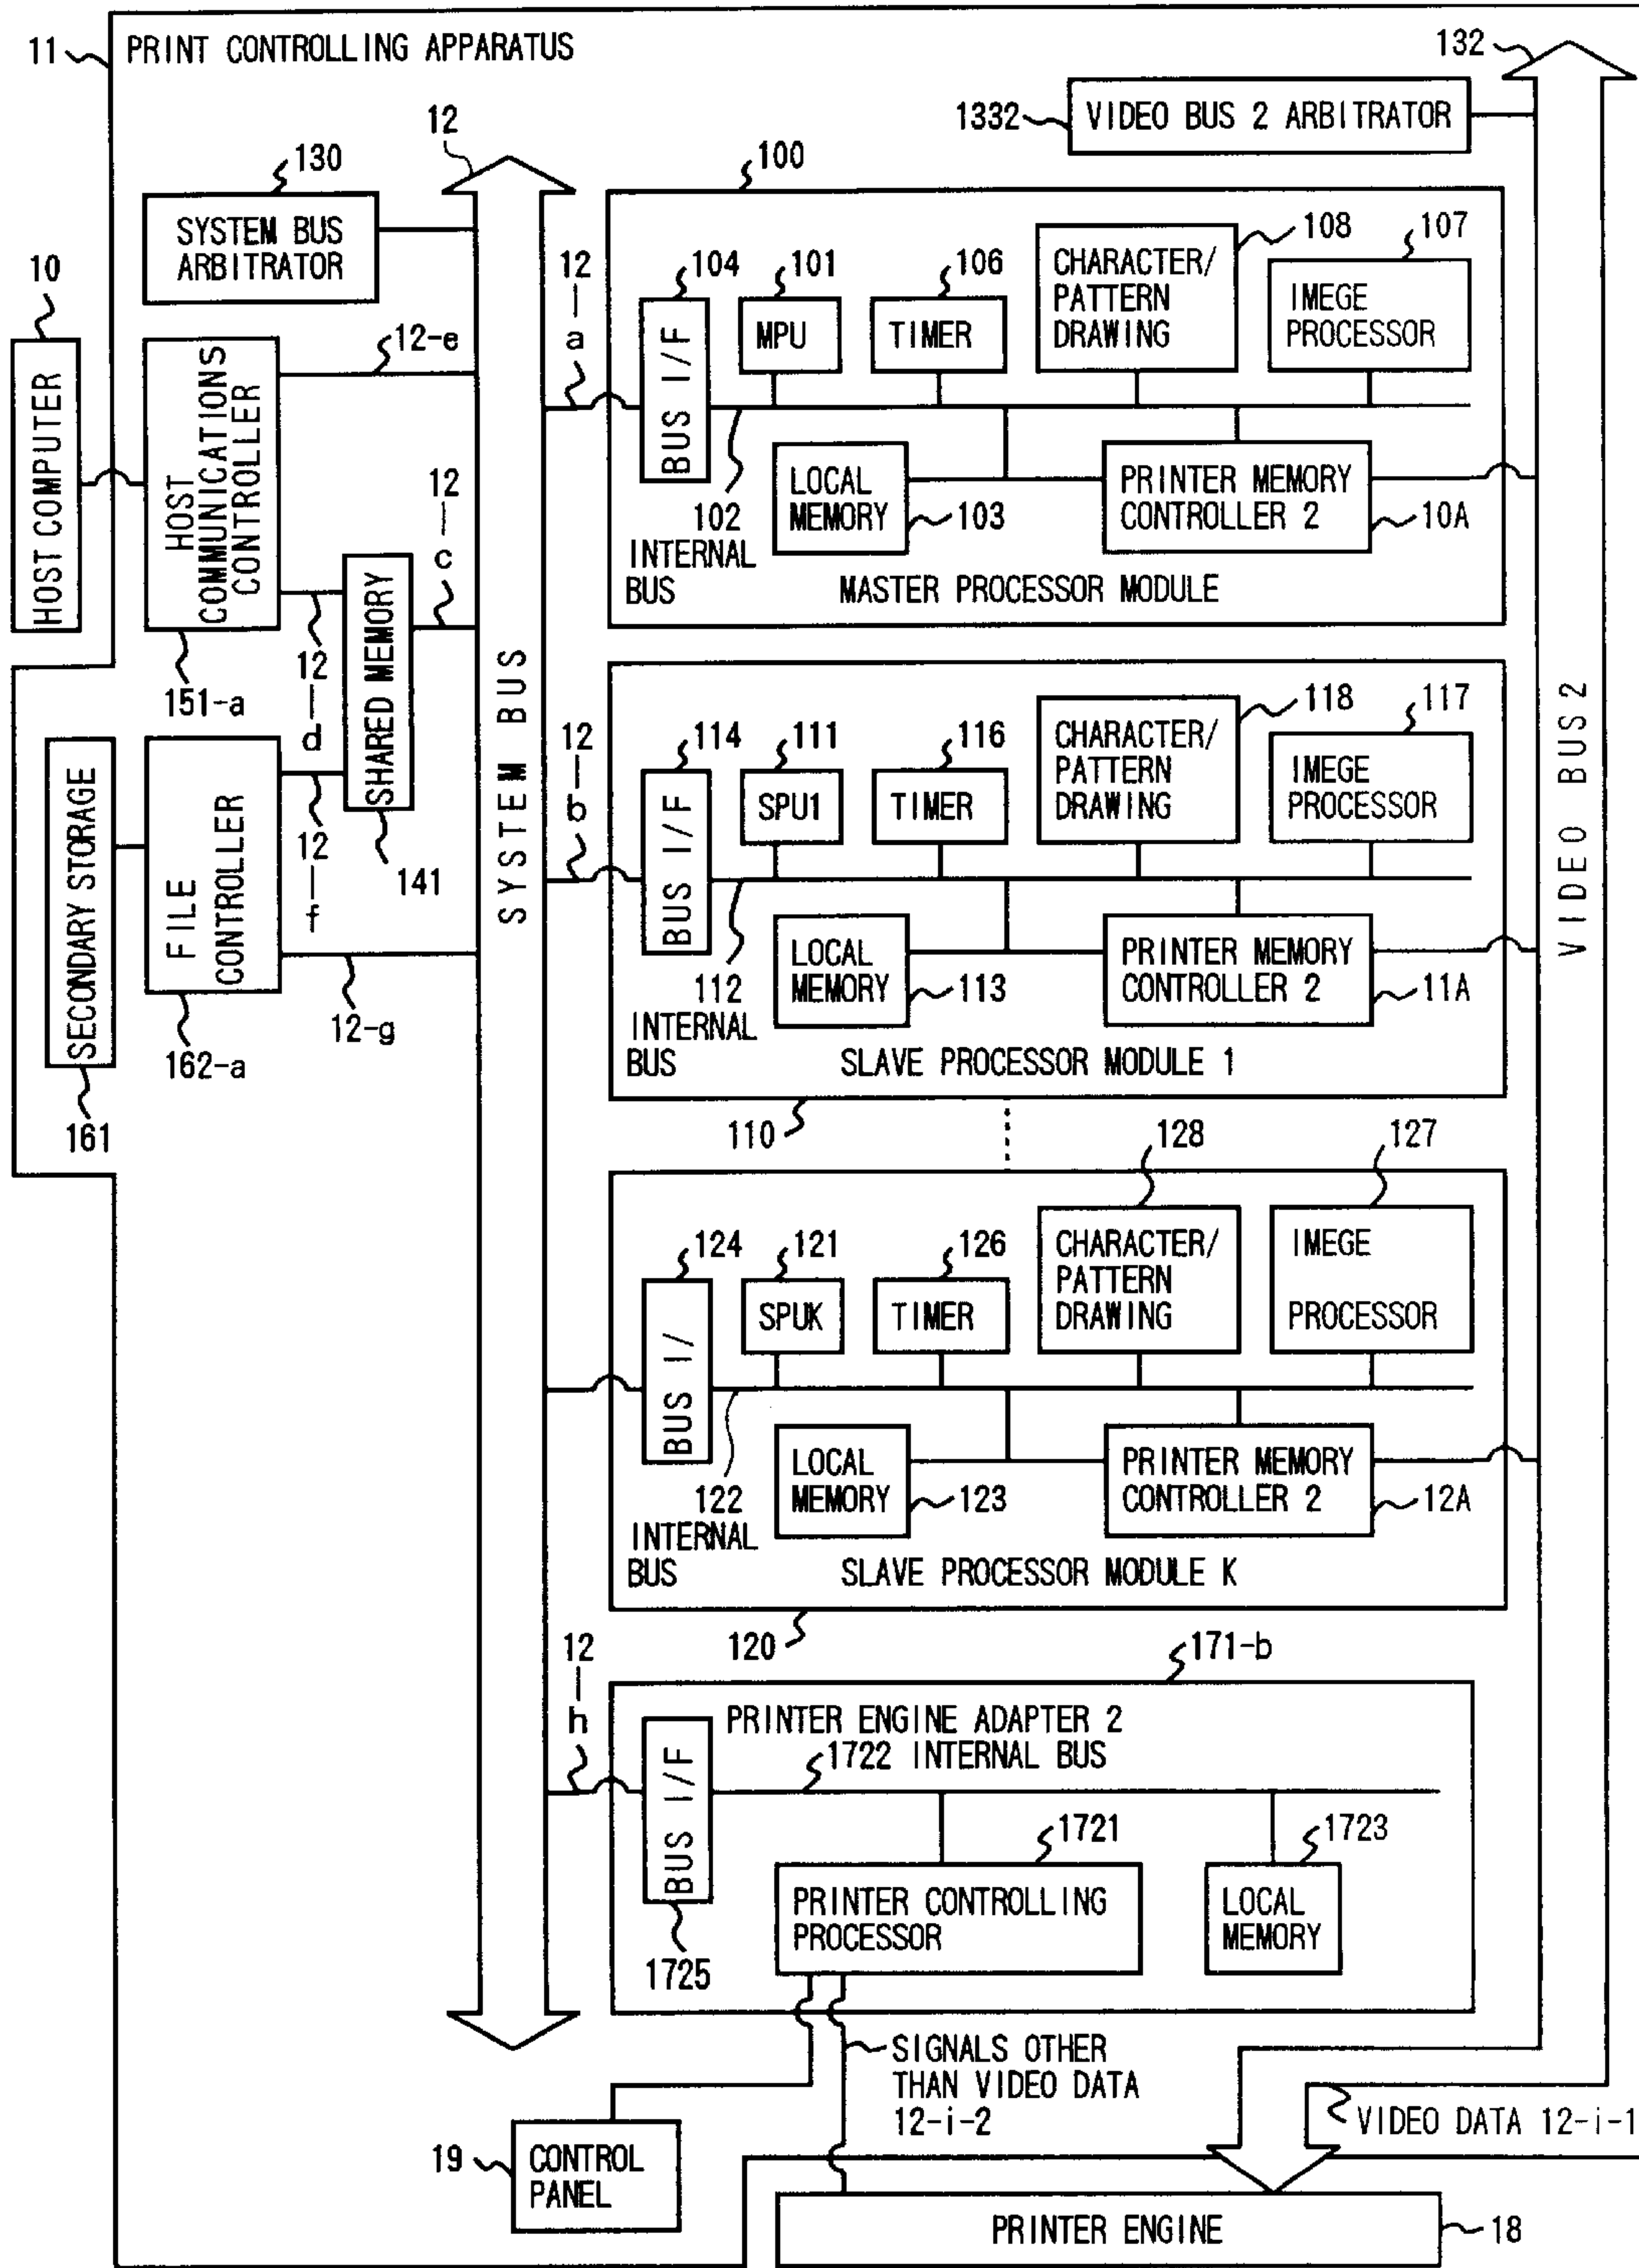 11
PRINT CONTROLLING APPARATUS
132
1332
VIDEO BUS 2 ARBITRATOR
12
130
SYSTEM BUS
ARBITRATOR
10
HOST COMPUTER
HOST
COMMUNICATIONS
CONTROLLER
151-a
12-e
12-d
12-c
SHARED MEMORY
141
SECONDARY STORAGE
161
FILE
CONTROLLER
162-a
12-f
12-g
SYSTEM BUS
100
12-a
104
BUS I/F
101
MPU
106
TIMER
108
CHARACTER/
PATTERN
DRAWING
107
IMEGE
PROCESSOR
102
INTERNAL
BUS
LOCAL
MEMORY
103
PRINTER MEMORY
CONTROLLER 2
10A
MASTER PROCESSOR MODULE
12-b
114
BUS I/F
111
SPU1
116
TIMER
118
CHARACTER/
PATTERN
DRAWING
117
IMEGE
PROCESSOR
112
INTERNAL
BUS
LOCAL
MEMORY
113
PRINTER MEMORY
CONTROLLER 2
11A
SLAVE PROCESSOR MODULE 1
110
VIDEO BUS2
124
BUS I/
121
SPUK
126
TIMER
128
CHARACTER/
PATTERN
DRAWING
127
IMEGE
PROCESSOR
122
INTERNAL
BUS
LOCAL
MEMORY
123
PRINTER MEMORY
CONTROLLER 2
12A
SLAVE PROCESSOR MODULE K
120
171-b
12-h
PRINTER ENGINE ADAPTER 2
1722 INTERNAL BUS
BUS I/F
1725
1721
PRINTER CONTROLLING
PROCESSOR
1723
LOCAL
MEMORY
SIGNALS OTHER
THAN VIDEO DATA
12-i-2
VIDEO DATA 12-i-1
19
CONTROL
PANEL
PRINTER ENGINE
18